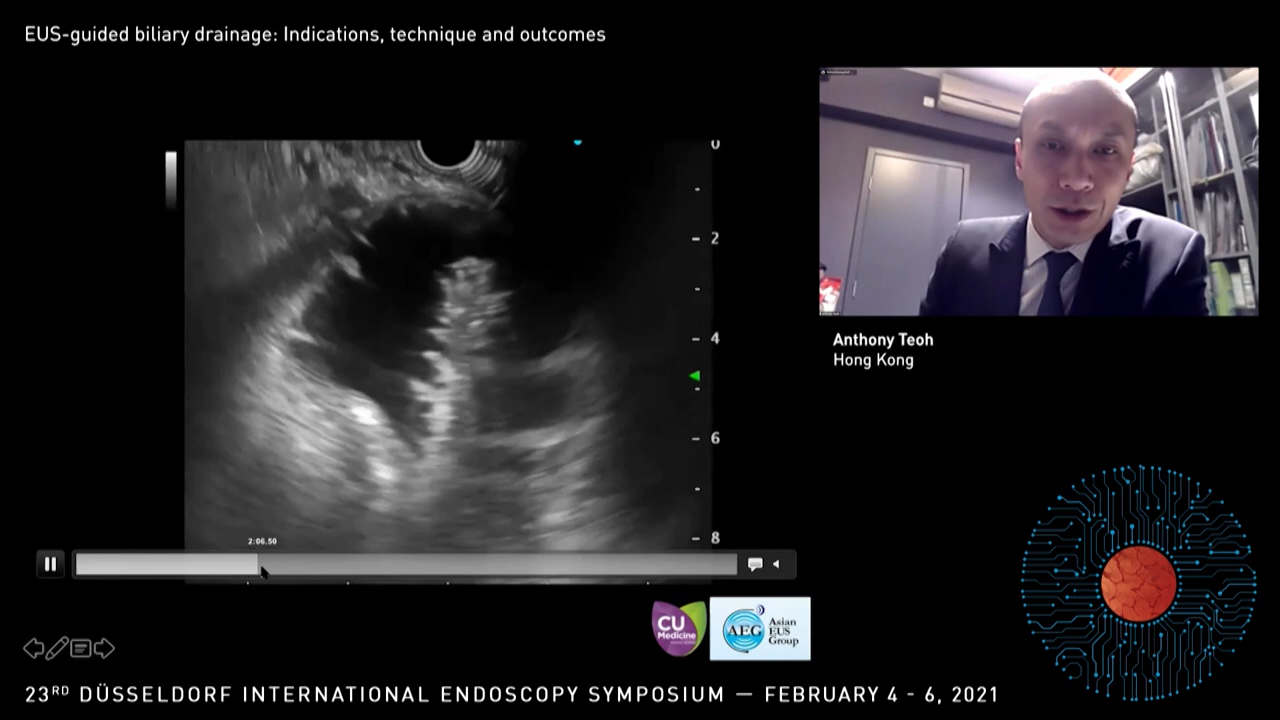 EUS-guided biliary drainage: Indications, technique and outcomes
0
2
4
6
8
2:06.50
Anthony Teoh
Hong Kong
CU
Medicine
AEG
Asian
EUS
Group
23RD DÜSSELDORF INTERNATIONAL ENDOSCOPY SYMPOSIUM — FEBRUARY 4 - 6, 2021